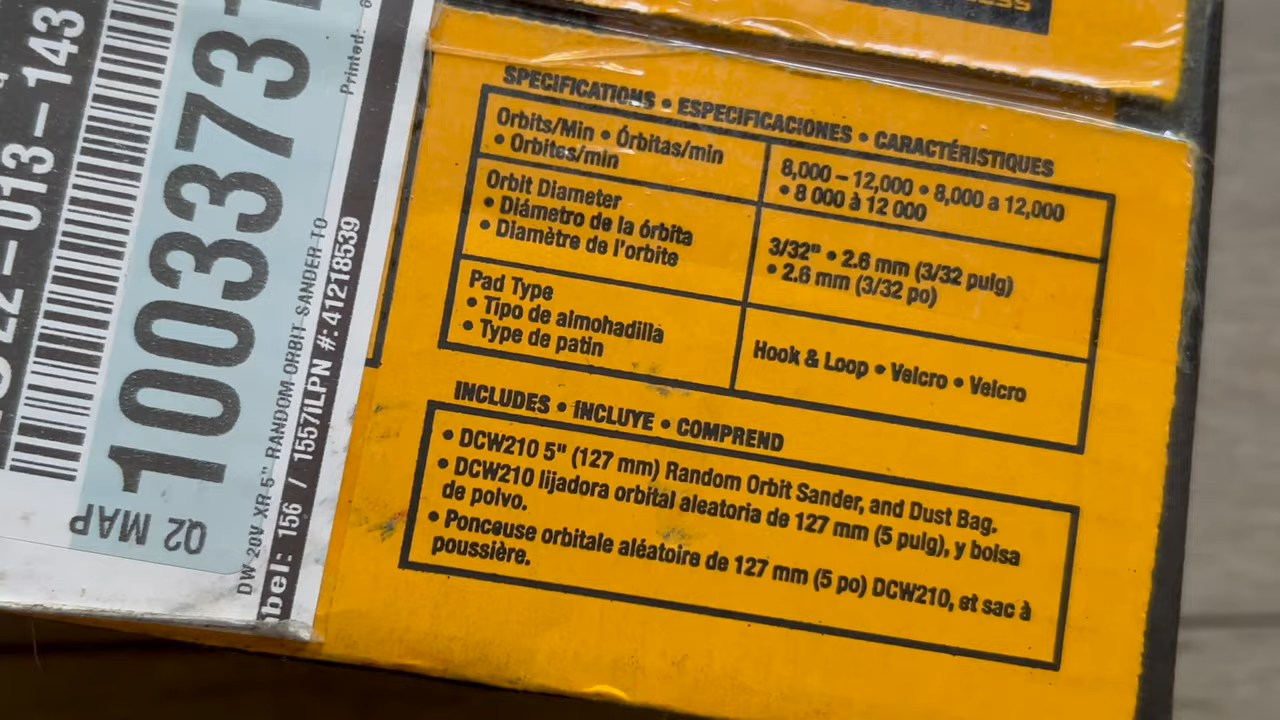 SPECIFICATIONS • ESPECIFICACIONES • CARACTÉRISTIQUES
Orbits/Min • Órbitas/min
• Orbites/min
8,000 – 12,000 • 8,000 a 12,000
• 8 000 à 12 000
Orbit Diameter
• Diámetro de la órbita
• Diamètre de l'orbite
3/32" • 2.6 mm (3/32 pulg)
• 2.6 mm (3/32 po)
Pad Type
• Tipo de almohadilla
• Type de patin
Hook & Loop • Velcro • Velcro
INCLUDES • INCLUYE • COMPREND
• DCW210 5" (127 mm) Random Orbit Sander, and Dust Bag.
• DCW210 lijadora orbital aleatoria de 127 mm (5 pulg), y bolsa
de polvo.
• Ponceuse orbitale aléatoire de 127 mm (5 po) DCW210, et sac à
poussière.
013-143
1003373
Printed:
Q2 MAP
DW 20V XR 5" RANDOM ORBIT SANDER TO
bel: 156 / 1557 LPN #: 41218539